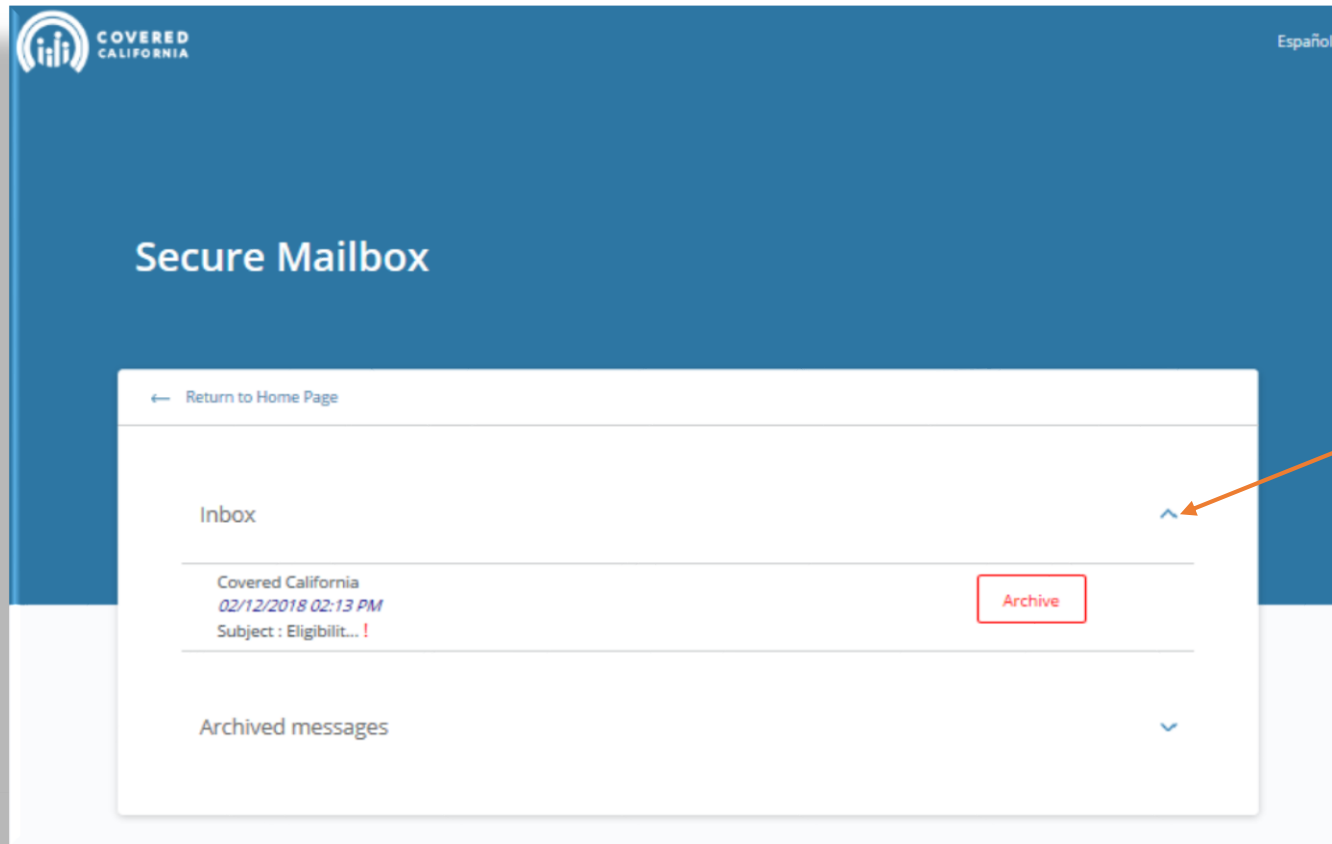 COVERED
CALIFORNIA
Español
Secure Mailbox
← Return to Home Page
Inbox
Covered California
02/12/2018 02:13 PM
Subject : Eligibilit... !
Archive
Archived messages